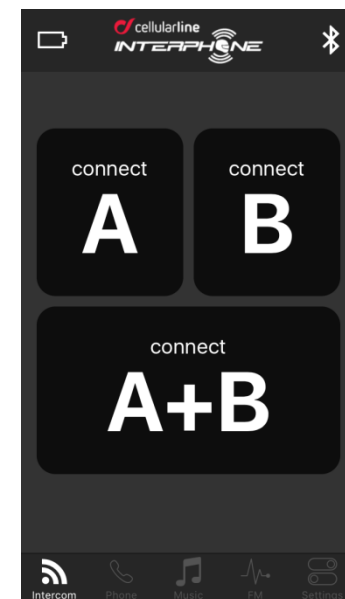 cellularline
INTERPHONE
connect
A
connect
B
connect
A+B
Intercom
Phone
Music
FM
Settings